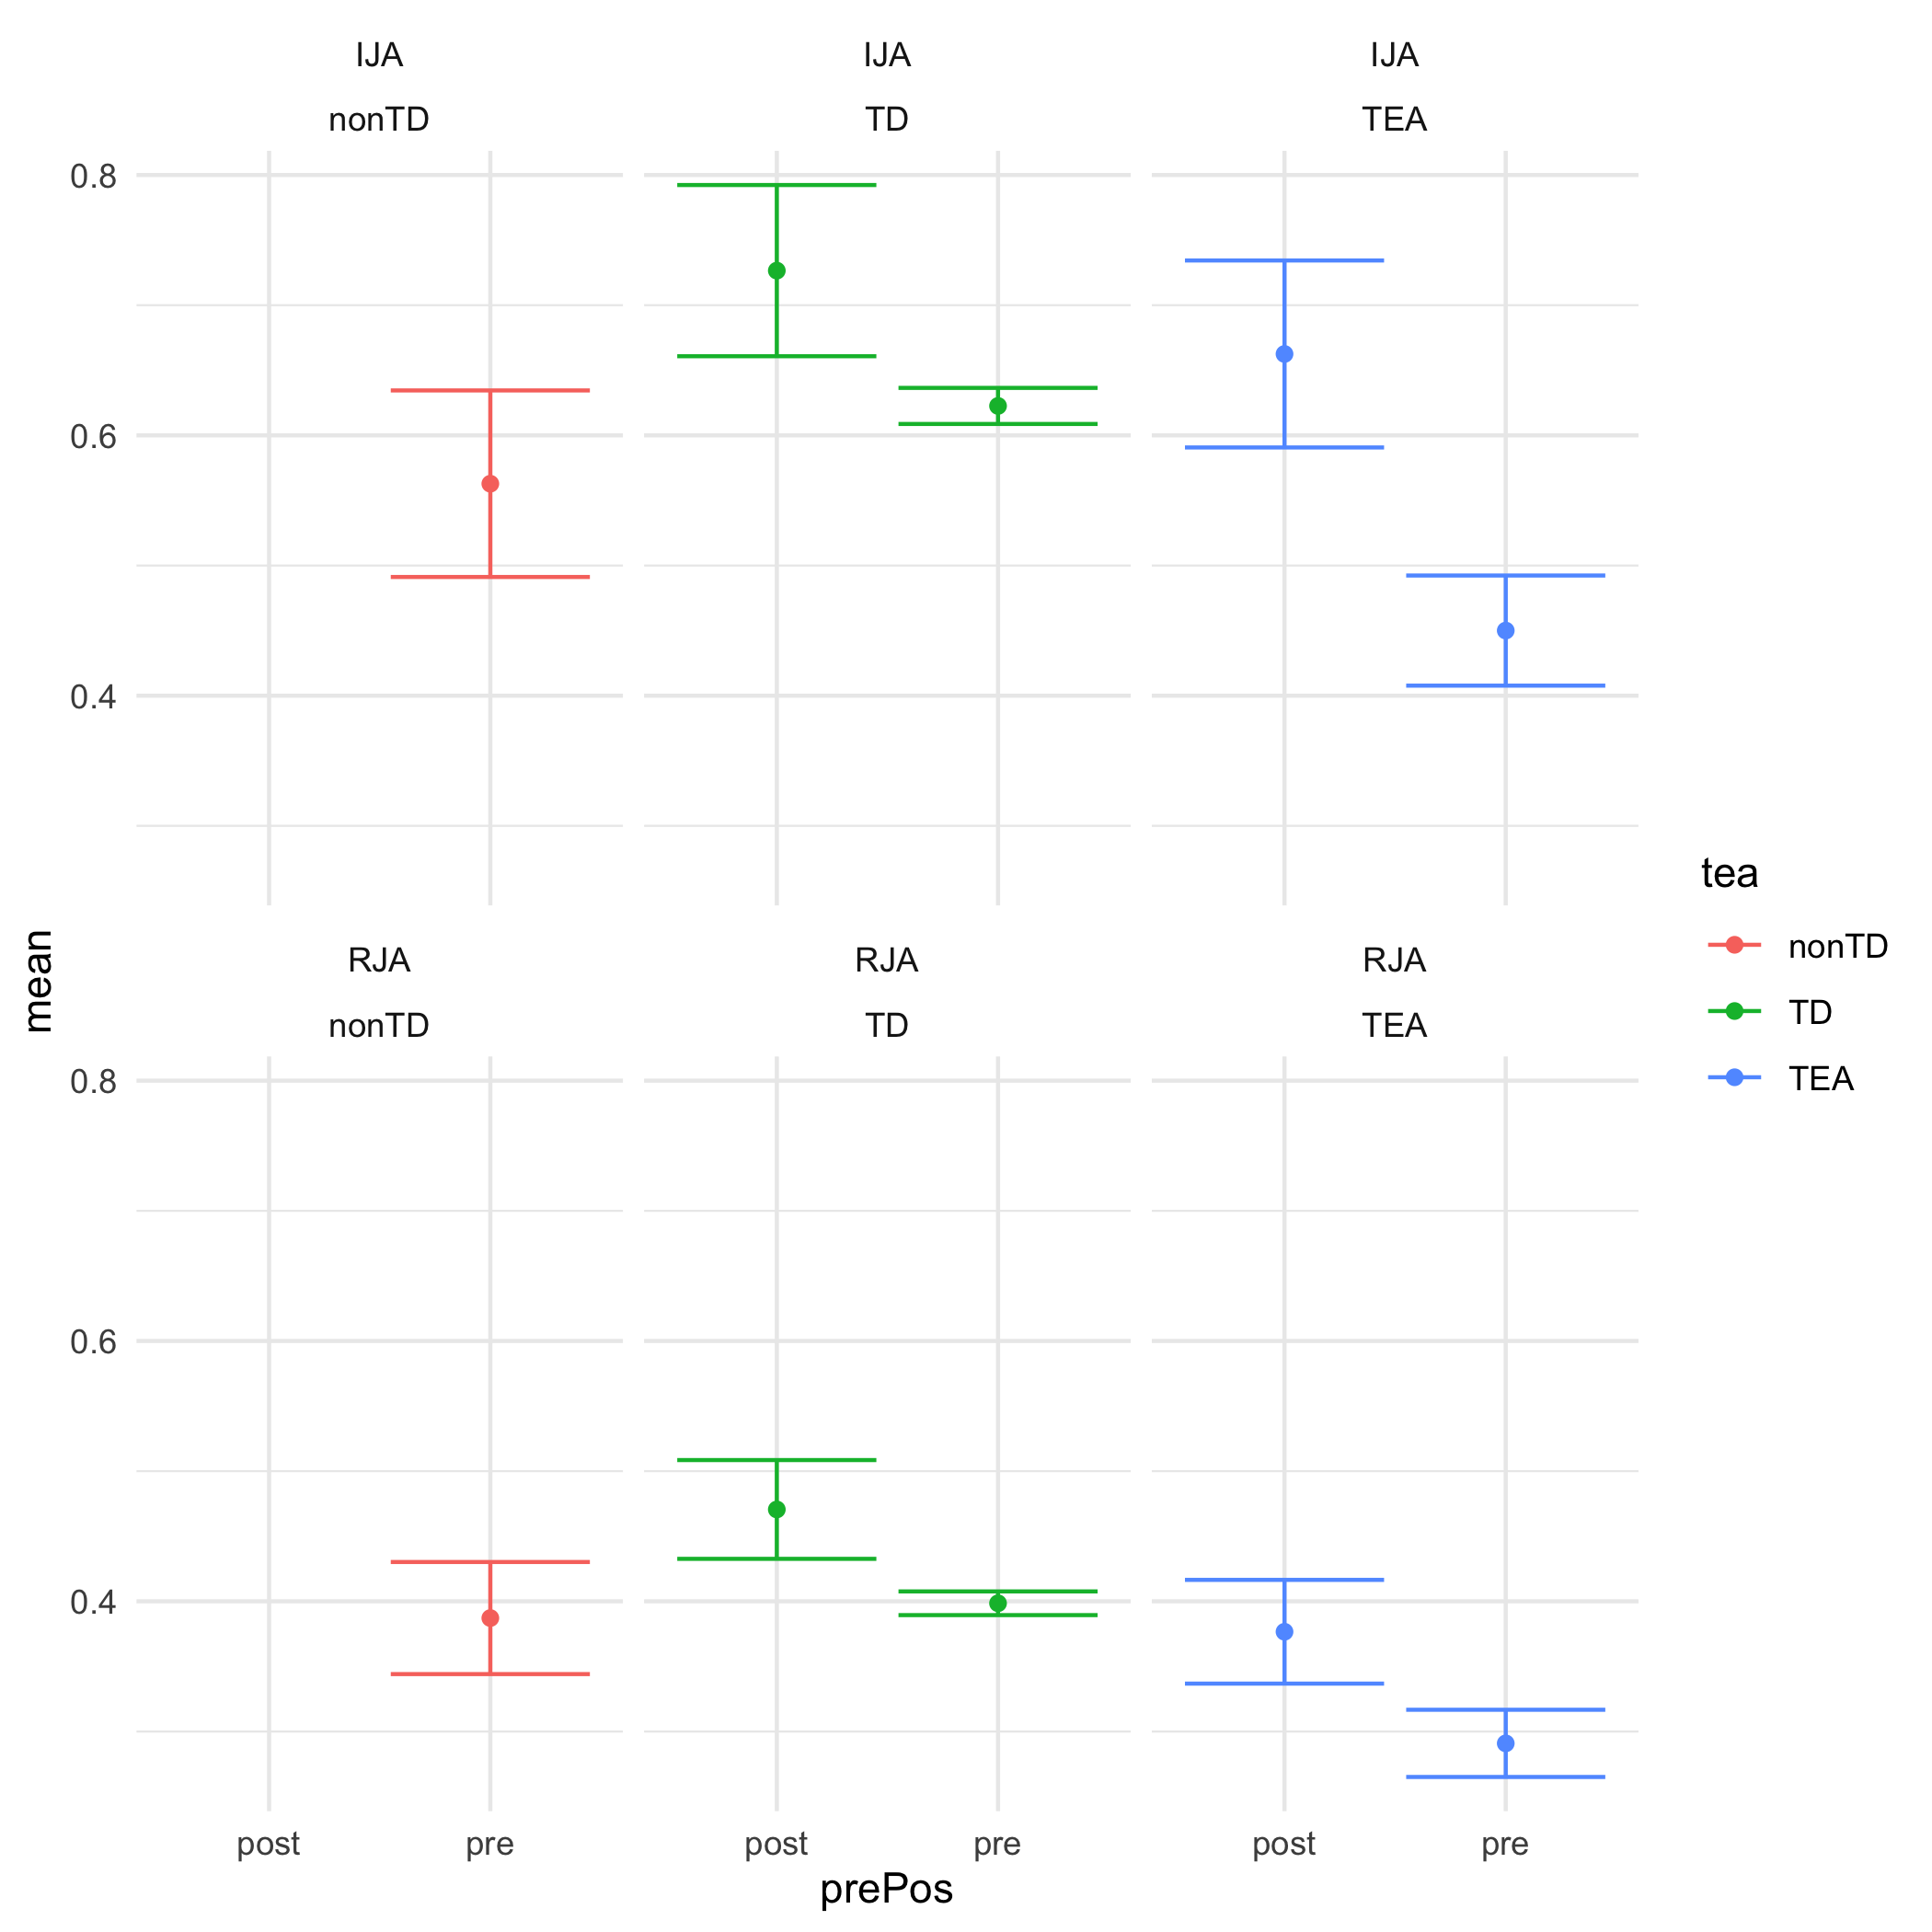 IJA
nonTD
IJA
TD
IJA
TEA
0.8
0.6
0.4
mean
RJA
nonTD
RJA
TD
RJA
TEA
0.8
0.6
0.4
post
pre
post
pre
post
pre
prePos
tea
nonTD
TD
TEA